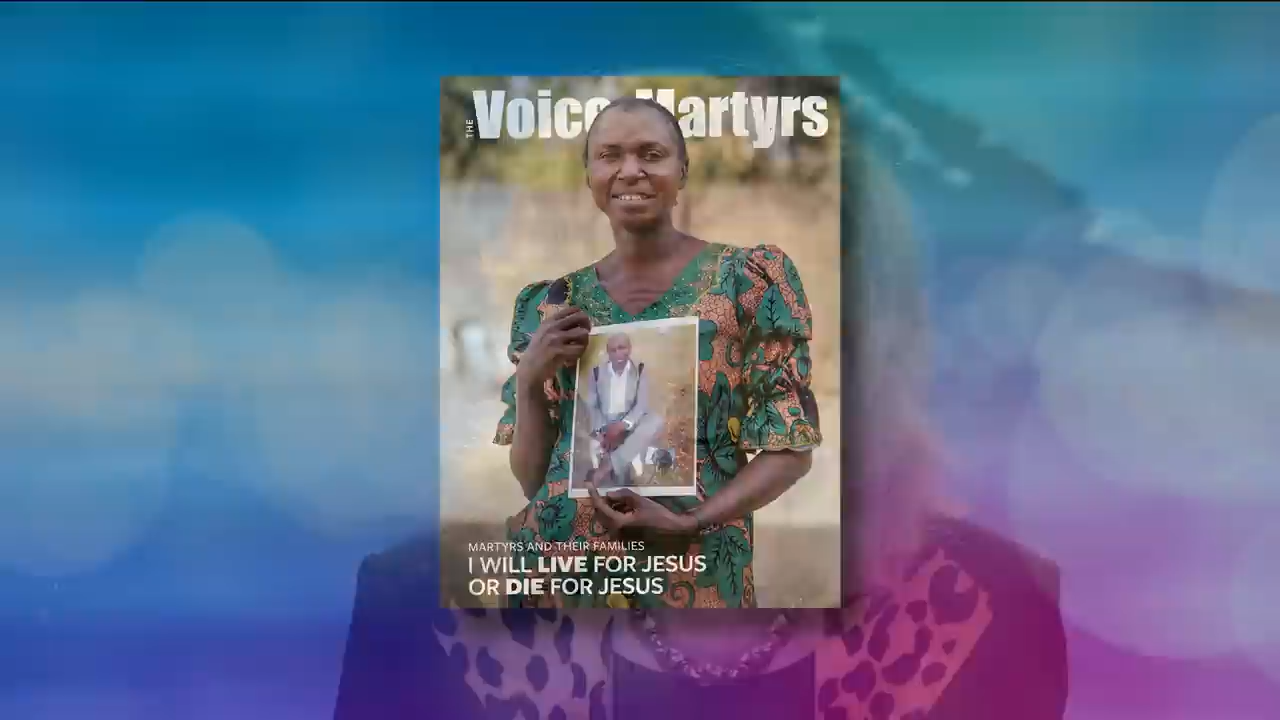 THE Voice Martyrs
MARTYRS AND THEIR FAMILIES
I WILL LIVE FOR JESUS
OR DIE FOR JESUS